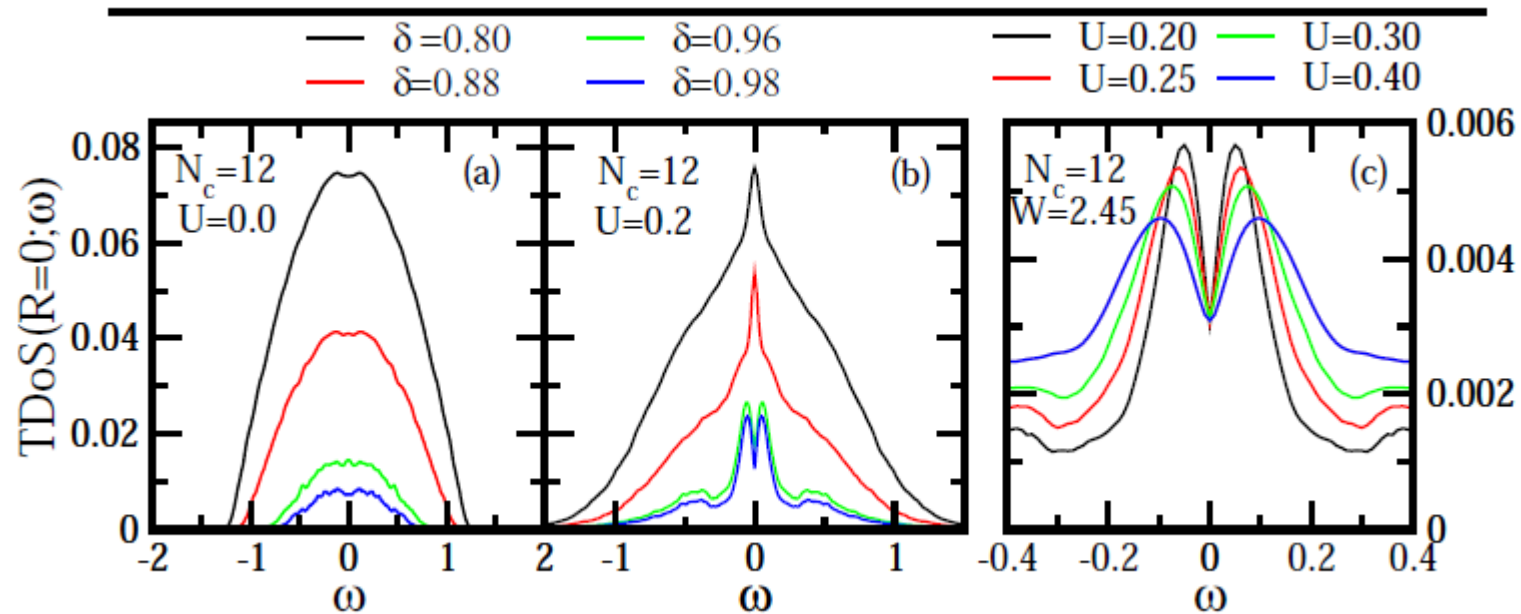 δ =0.80 δ=0.96 U=0.20 U=0.30
δ=0.88 δ=0.98 U=0.25 U=0.40
TDoS(R=0;ω)
0.08
0.06
0.04
0.02
0
N_c=12
U=0.0
(a)
-2 -1 0 1
ω
N_c=12
U=0.2
(b)
2 -1 0 1
ω
N_c=12
W=2.45
(c)
0.006
0.004
0.002
0
-0.4 -0.2 0 0.2 0.4
ω